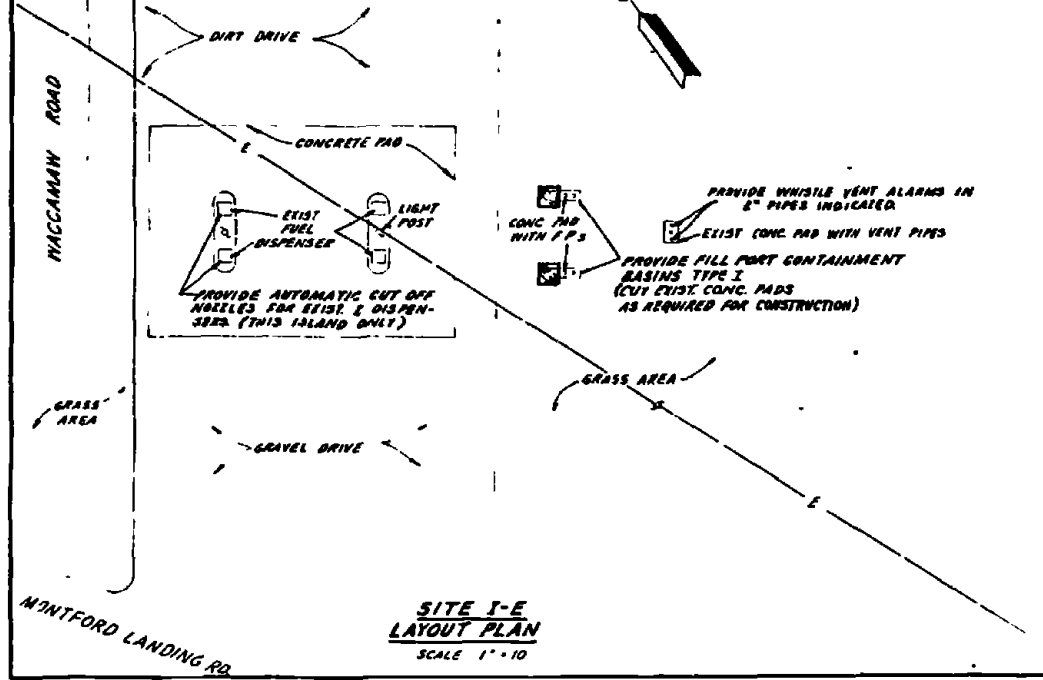 DIRT DRIVE
WACCAMAW ROAD
E
CONCRETE PAD
EXIST
FUEL
DISPENSER
LIGHT
POST
CONC. PAD
WITH F P S
PROVIDE WHISTLE VENT ALARMS IN
2" PIPES INDICATED.
EXIST CONC. PAD WITH VENT PIPES
PROVIDE FILL PORT CONTAINMENT
BASINS TYPE I
(CUT EXIST. CONC. PADS
AS REQUIRED FOR CONSTRUCTION)
PROVIDE AUTOMATIC CUT OFF
NOZZLES FOR EXIST. 2 DISPEN-
SERS (THIS ISLAND ONLY)
GRASS AREA
GRASS
AREA
GRAVEL DRIVE
E
MONTFORD LANDING RD.
SITE I-E
LAYOUT PLAN
SCALE 1" = 10